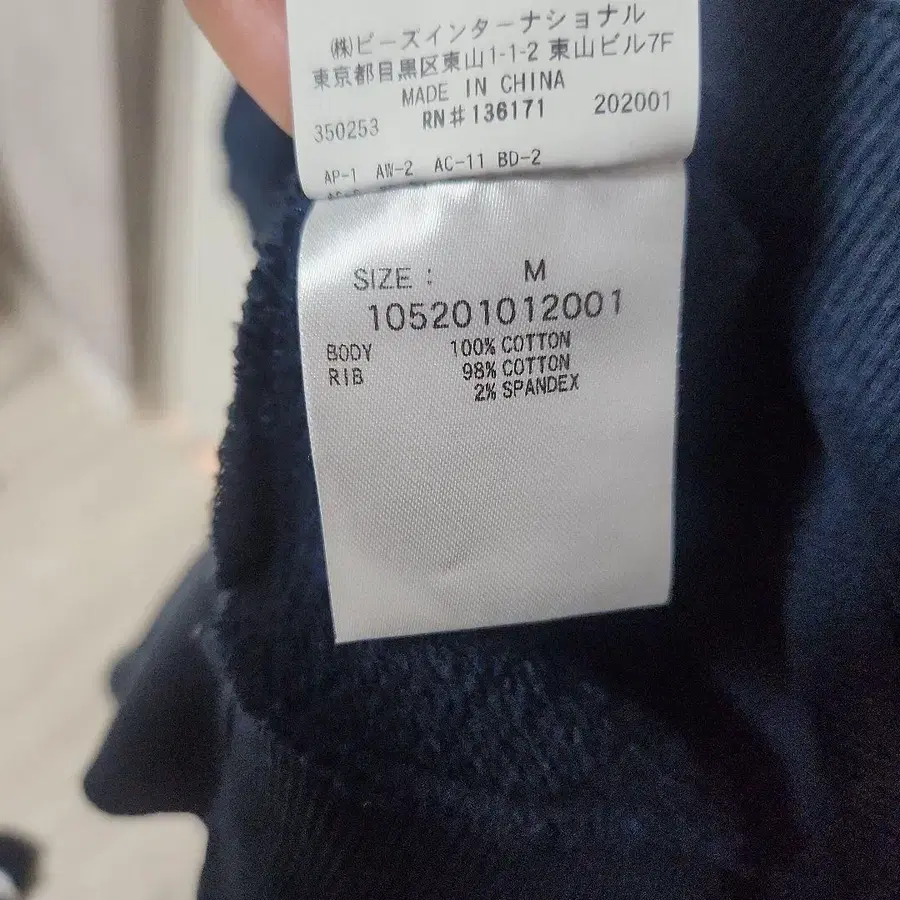 ㈱ビーズインターナショナル
東京都目黒区東山1-1-2 東山ビル7F
MADE IN CHINA
350253 RN#136171 202001
AP-1 AW-2 AC-11 BD-2
SIZE : M
105201012001
BODY 100% COTTON
RIB 98% COTTON
2% SPANDEX